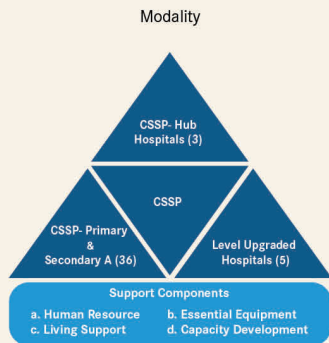 Modality
CSSP- Hub
Hospitals (3)
CSSP
CSSP- Primary
&
Secondary A (36)
Level Upgraded
Hospitals (5)
Support Components
a. Human Resource b. Essential Equipment
c. Living Support d. Capacity Development